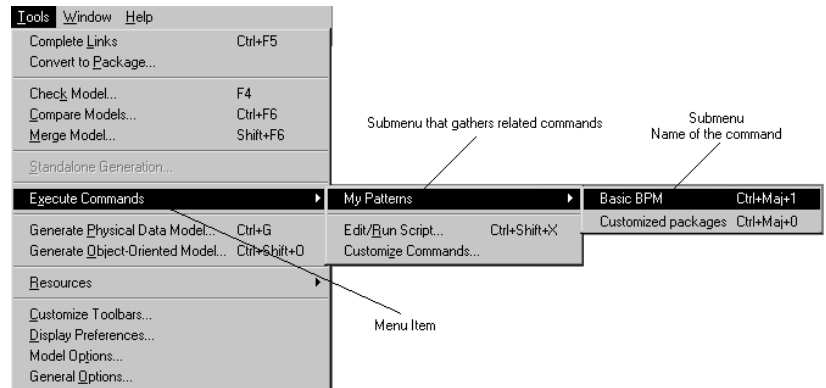 Tools Window Help
Complete Links Ctrl+F5
Convert to Package...
Check Model... F4
Compare Models... Ctrl+F6
Merge Model... Shift+F6
Standalone Generation...
Execute Commands
Generate Physical Data Model... Ctrl+G
Generate Object-Oriented Model... Ctrl+Shift+O
Resources
Customize Toolbars...
Display Preferences...
Model Options...
General Options...
Submenu that gathers related commands
My Patterns
Edit/Run Script... Ctrl+Shift+X
Customize Commands...
Menu Item
Submenu
Name of the command
Basic BPM Ctrl+Maj+1
Customized packages Ctrl+Maj+0